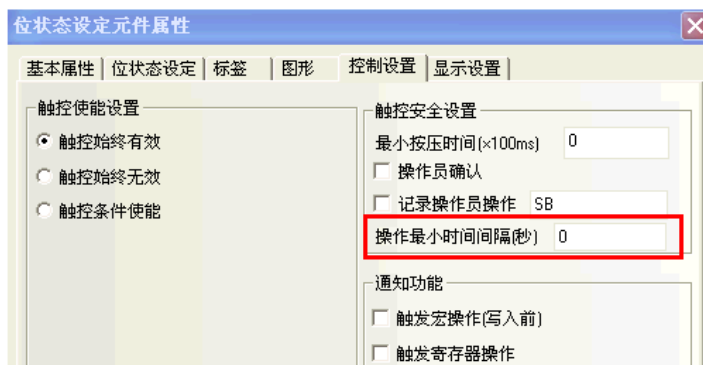 位状态设定元件属性
基本属性 位状态设定 标签 图形 控制设置 显示设置
触控使能设置
触控始终有效
触控始终无效
触控条件使能
触控安全设置
最小按压时间(×100ms) 0
操作员确认
记录操作员操作 SB
操作最小时间间隔(秒) 0
通知功能
触发宏操作(写入前)
触发寄存器操作